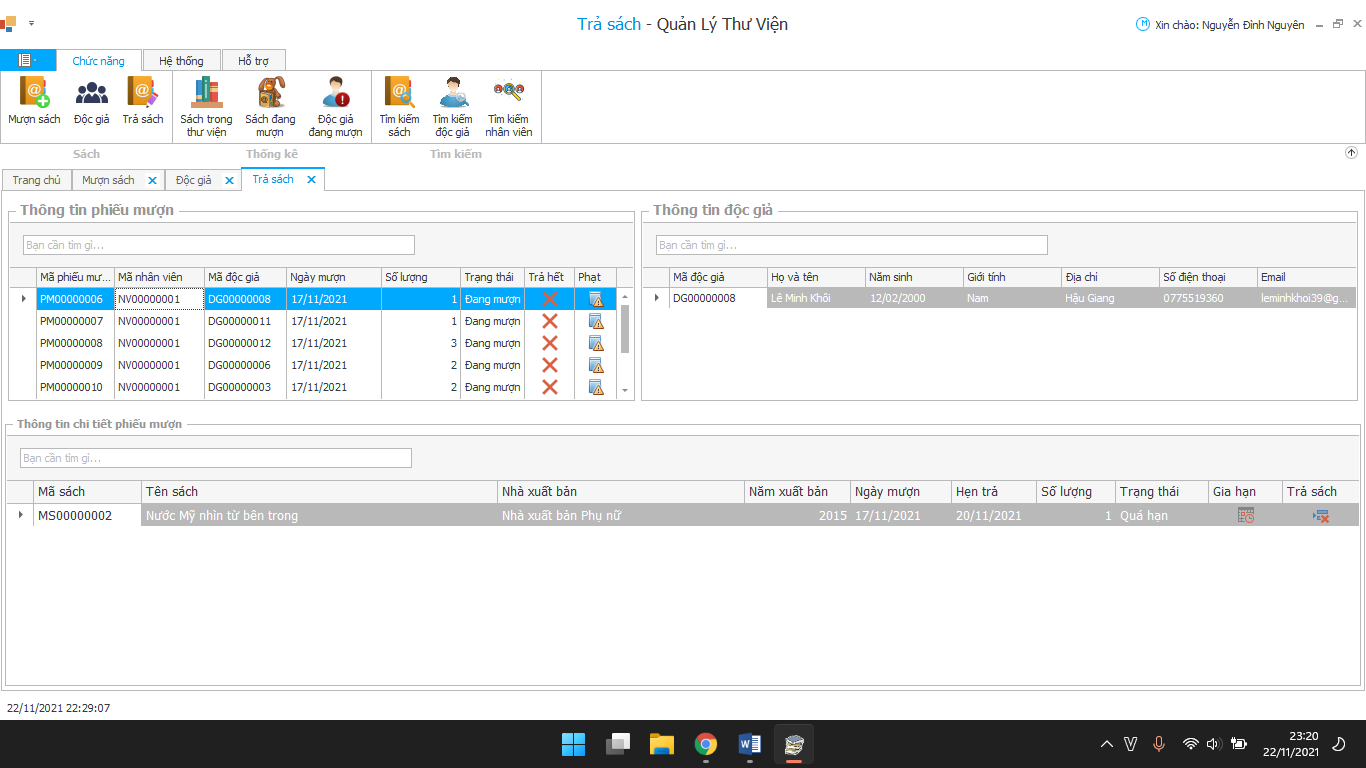 Trả sách - Quản Lý Thư Viện
Xin chào: Nguyễn Đình Nguyên
Chức năng Hệ thống Hỗ trợ
Mượn sách Độc giả Trả sách Sách trong thư viện Sách đang mượn Độc giả đang mượn Tìm kiếm sách Tìm kiếm độc giả Tìm kiếm nhân viên
Sách Thống kê Tìm kiếm
Trang chủ Mượn sách Độc giả Trả sách
Thông tin phiếu mượn
Bạn cần tìm gì...
Mã phiếu mư... Mã nhân viên Mã độc giả Ngày mượn Số lượng Trạng thái Trả hết Phạt
PM00000006 NV00000001 DG00000008 17/11/2021 1 Đang mượn
PM00000007 NV00000001 DG00000011 17/11/2021 1 Đang mượn
PM00000008 NV00000001 DG00000012 17/11/2021 3 Đang mượn
PM00000009 NV00000001 DG00000006 17/11/2021 2 Đang mượn
PM00000010 NV00000001 DG00000003 17/11/2021 2 Đang mượn
Thông tin độc giả
Bạn cần tìm gì...
Mã độc giả Họ và tên Năm sinh Giới tính Địa chỉ Số điện thoại Email
DG00000008 Lê Minh Khôi 12/02/2000 Nam Hậu Giang 0775519360 leminhkhoi39@g...
Thông tin chi tiết phiếu mượn
Bạn cần tìm gì...
Mã sách Tên sách Nhà xuất bản Năm xuất bản Ngày mượn Hẹn trả Số lượng Trạng thái Gia hạn Trả sách
MS00000002 Nước Mỹ nhìn từ bên trong Nhà xuất bản Phụ nữ 2015 17/11/2021 20/11/2021 1 Quá hạn
22/11/2021 22:29:07
23:20
22/11/2021